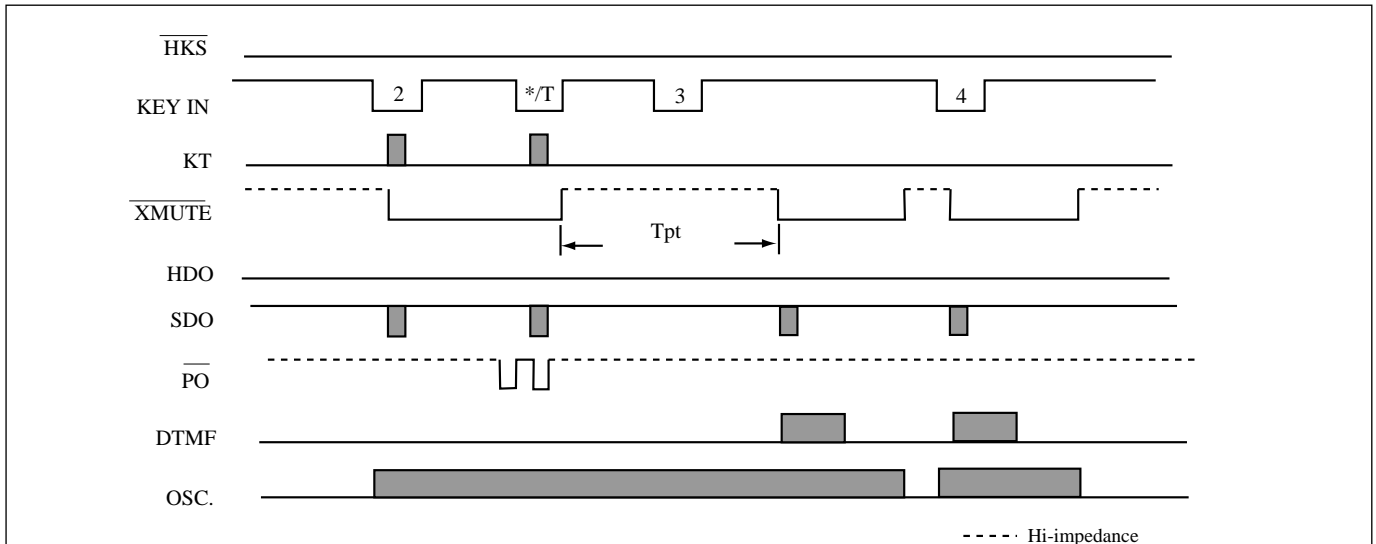 HKS
KEY IN 2 */T 3 4
KT
XMUTE
Tpt
HDO
SDO
PO
DTMF
OSC.
Hi-impedance